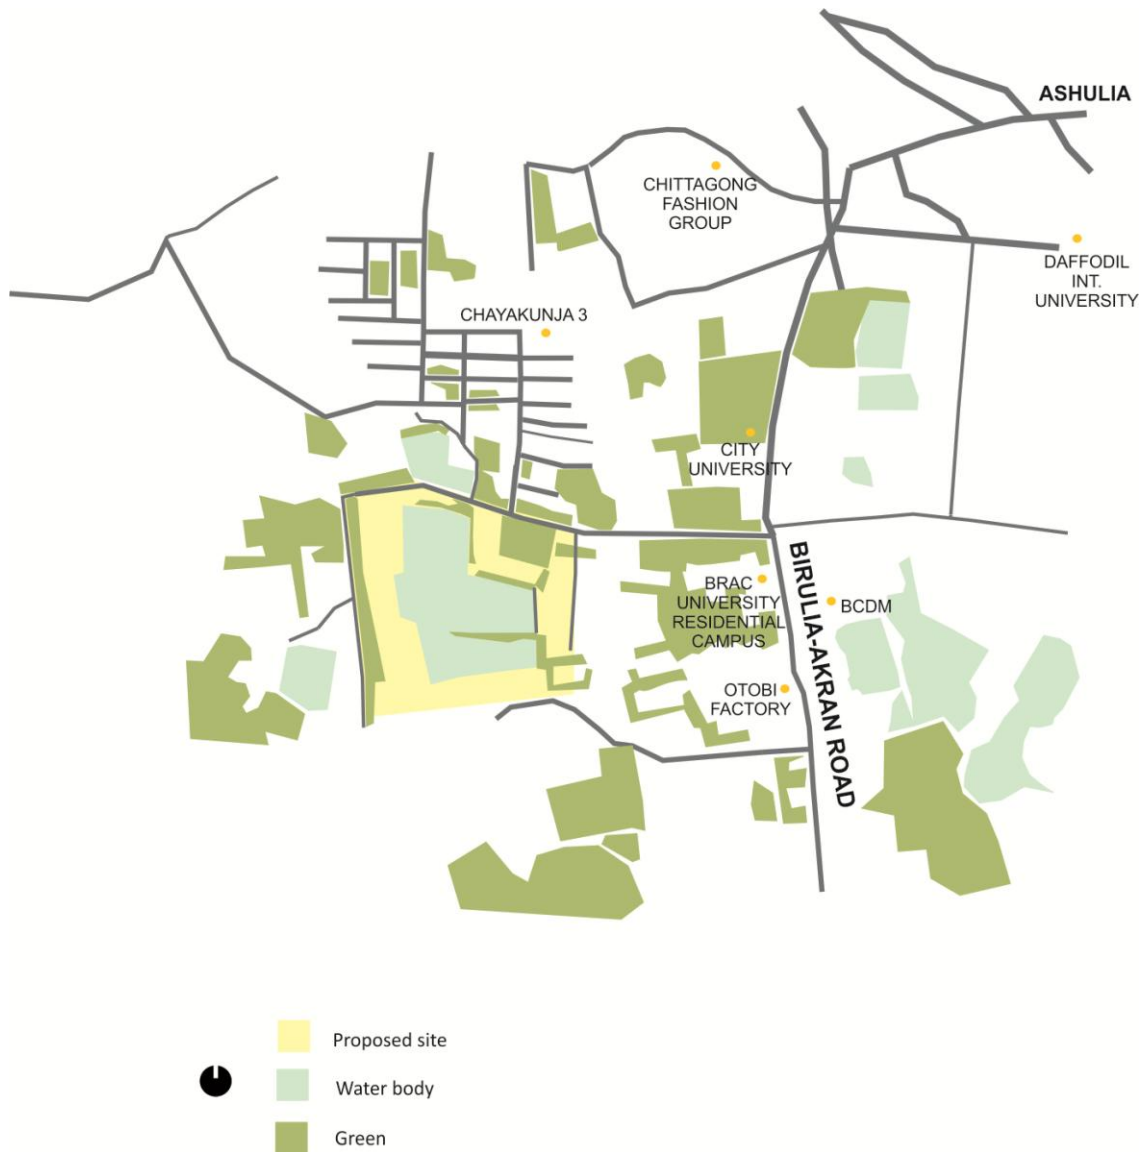 ASHULIA
CHITTAGONG
FASHION
GROUP
DAFFODIL
INT.
UNIVERSITY
CHAYAKUNJA 3
CITY
UNIVERSITY
BRAC
UNIVERSITY
RESIDENTIAL
CAMPUS
BCDM
BIRULIA-AKRAN ROAD
OTOBI
FACTORY
Proposed site
Water body
Green